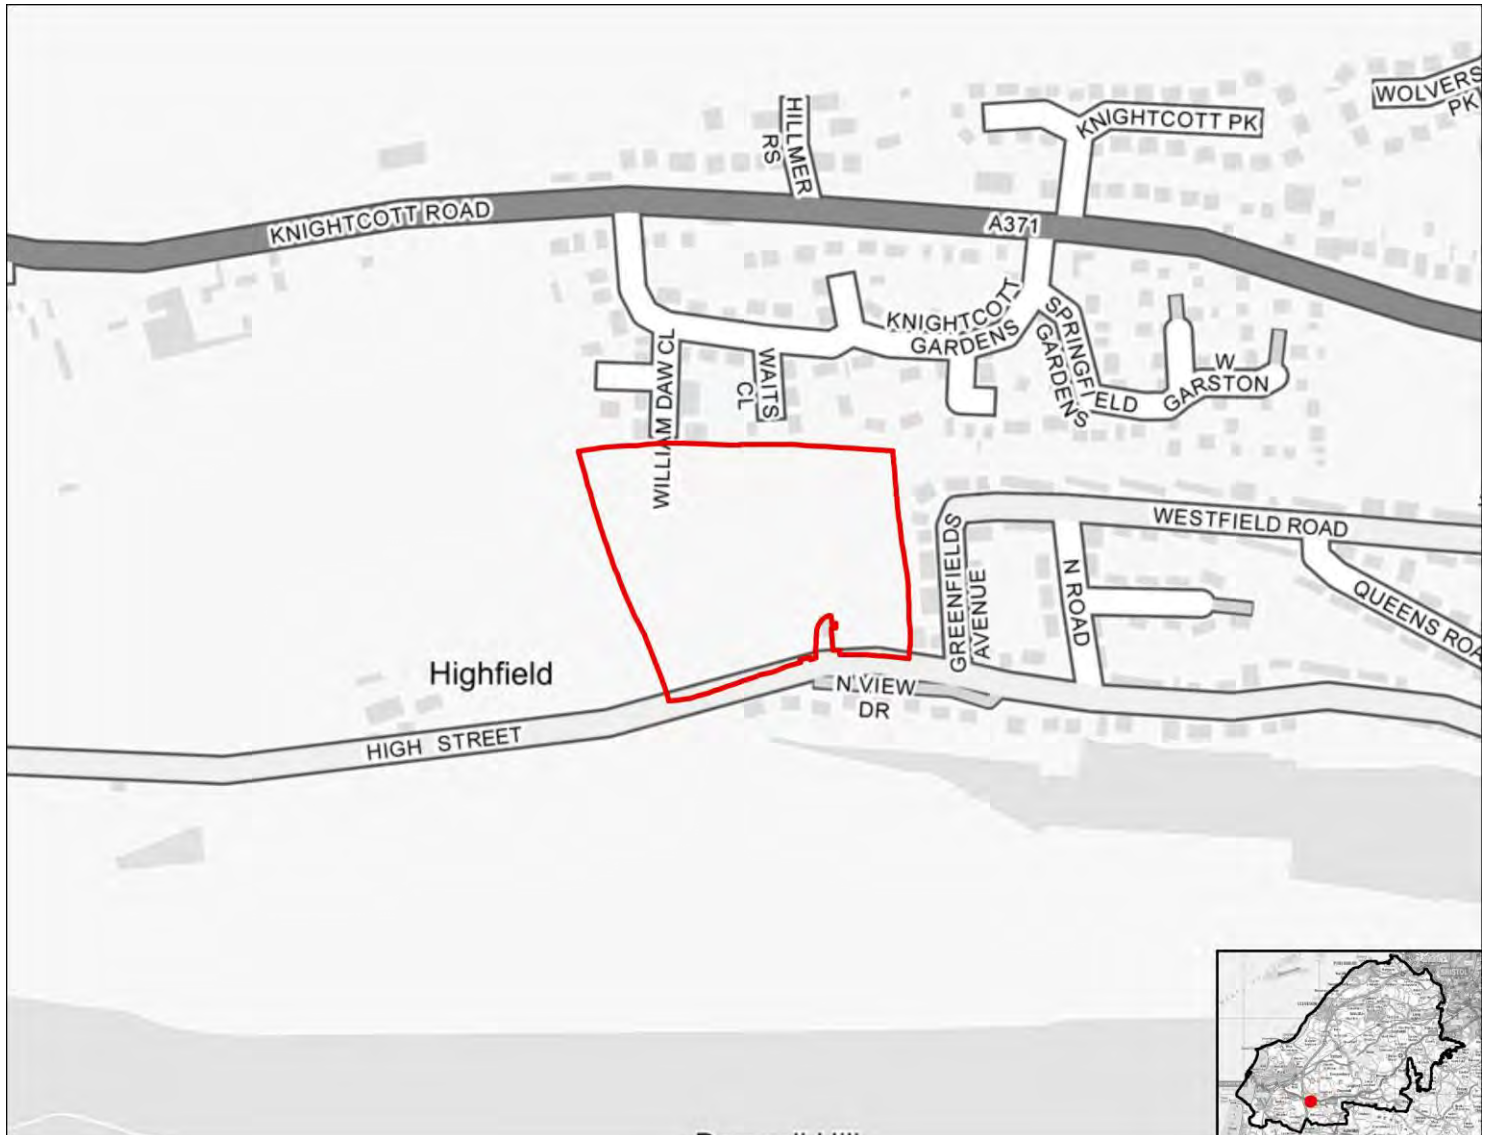 HILLMER
RS
KNIGHTCOTT PK
WOLVERS
PK
KNIGHTCOTT ROAD
A371
KNIGHTCOTT
GARDENS
SPRINGFIELD
GARDENS
W
GARSTON
WILLIAM DAW CL
WAITS
CL
WESTFIELD ROAD
GREENFIELDS
AVENUE
N ROAD
QUEENS ROA
Highfield
N VIEW
DR
HIGH STREET
BRISTOL